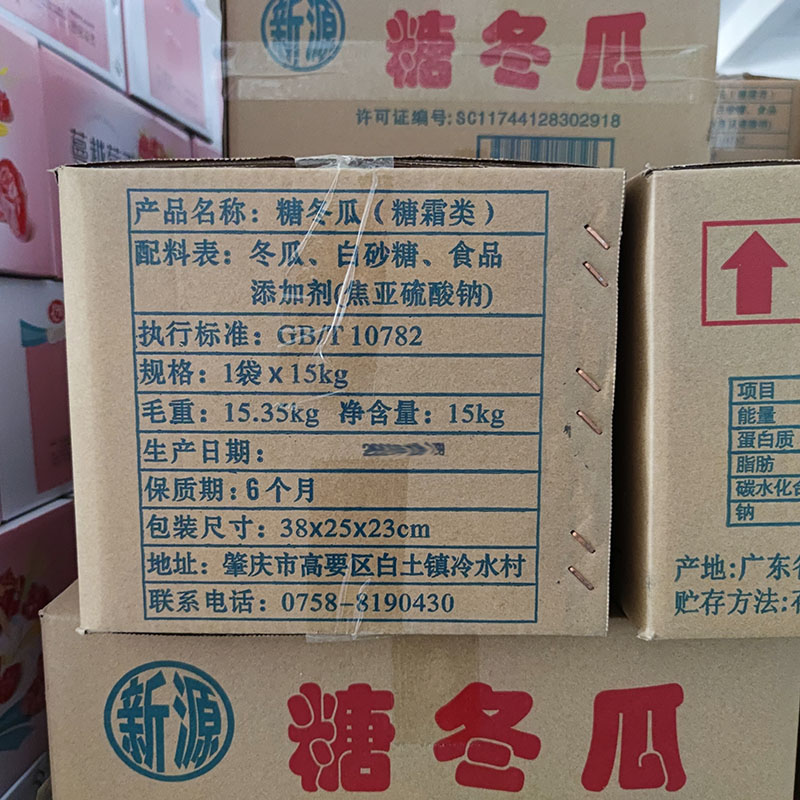 新源
糖冬瓜
许可证编号:SC11744128302918
产品名称：糖冬瓜（糖霜类）
配料表：冬瓜、白砂糖、食品
添加剂(焦亚硫酸钠)
执行标准：GB/T 10782
规格：1袋x15kg
毛重：15.35kg 净含量：15kg
生产日期：
保质期：6个月
包装尺寸：38x25x23cm
地址：肇庆市高要区白土镇冷水村
联系电话：0758-8190430
项目
能量
蛋白质
脂肪
碳水化合
钠
产地:广东省
贮存方法:
新源
糖冬瓜